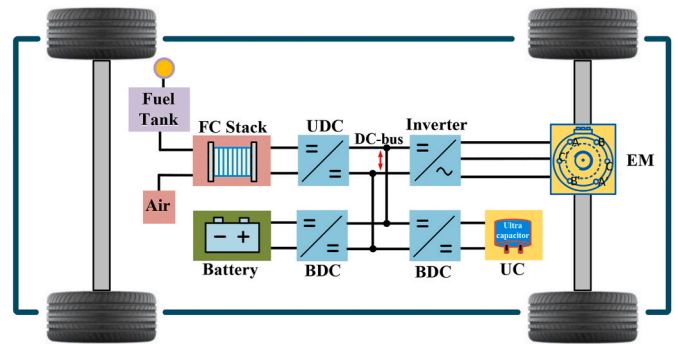 Fuel
Tank
FC Stack
UDC
DC-bus
Inverter
EM
A
B
C
C
B
A
Air
Battery
BDC
BDC
Ultra
capacitor
UC